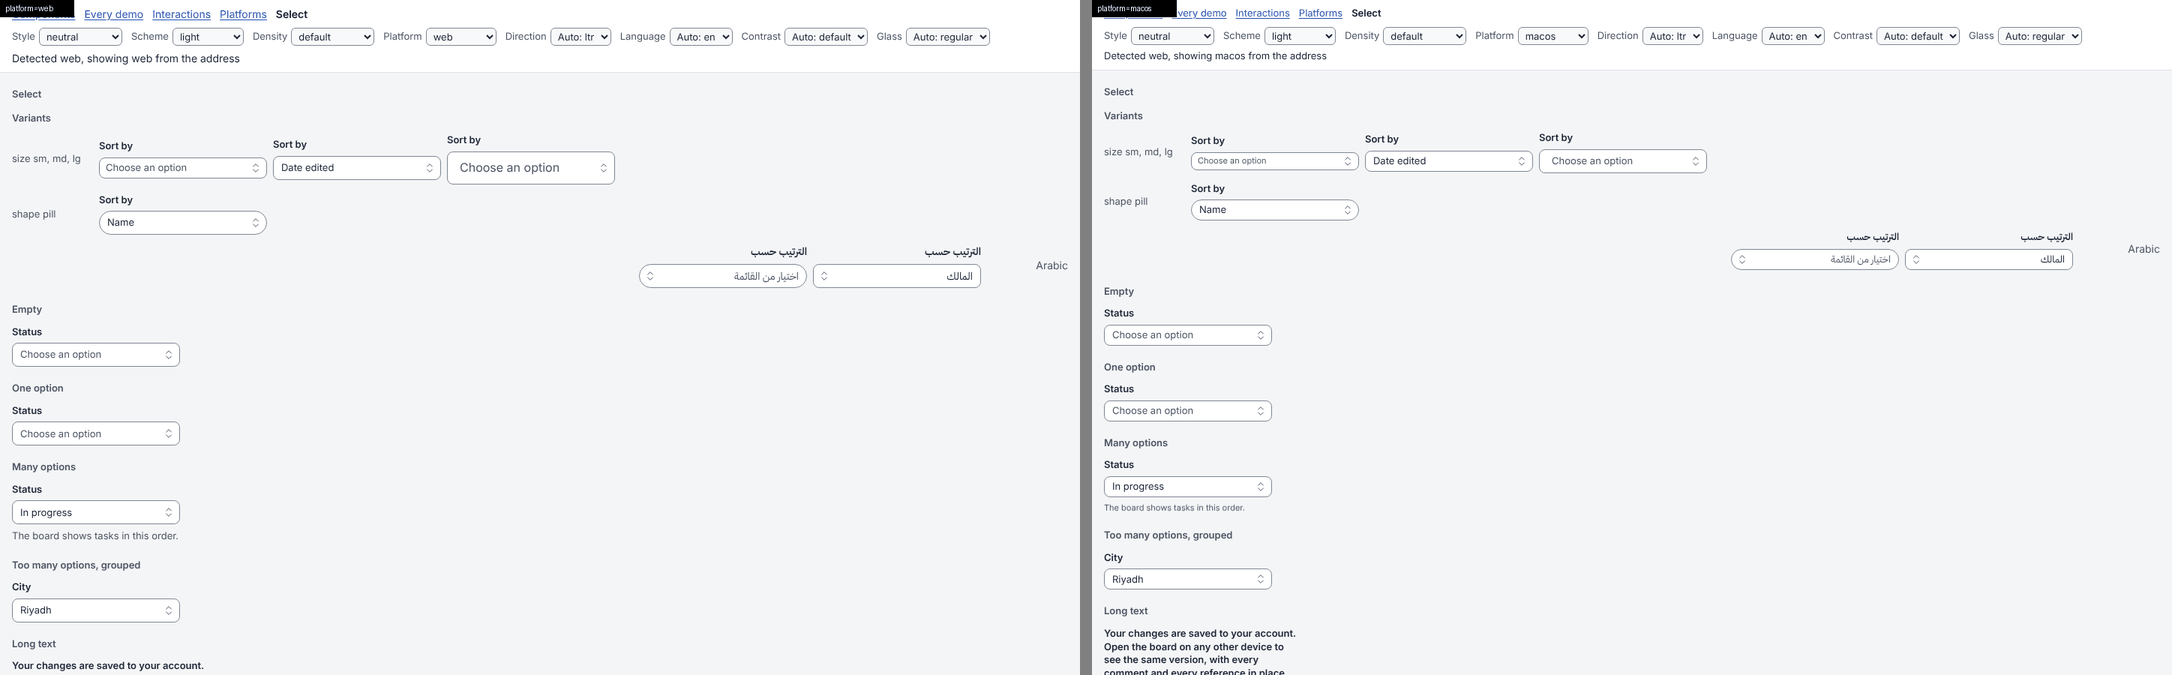 platform=web
Every demo Interactions Platforms Select
Style neutral Scheme light Density default Platform web Direction Auto: ltr Language Auto: en Contrast Auto: default Glass Auto: regular
Detected web, showing web from the address
Select
Variants
size sm, md, lg
Sort by
Choose an option
Sort by
Date edited
Sort by
Choose an option
shape pill
Sort by
Name
Arabic
الترتيب حسب
المالك
الترتيب حسب
اختيار من القائمة
Empty
Status
Choose an option
One option
Status
Choose an option
Many options
Status
In progress
The board shows tasks in this order.
Too many options, grouped
City
Riyadh
Long text
Your changes are saved to your account.
platform=macos
Every demo Interactions Platforms Select
Style neutral Scheme light Density default Platform macos Direction Auto: ltr Language Auto: en Contrast Auto: default Glass Auto: regular
Detected web, showing macos from the address
Select
Variants
size sm, md, lg
Sort by
Choose an option
Sort by
Date edited
Sort by
Choose an option
shape pill
Sort by
Name
Arabic
الترتيب حسب
المالك
الترتيب حسب
اختيار من القائمة
Empty
Status
Choose an option
One option
Status
Choose an option
Many options
Status
In progress
The board shows tasks in this order.
Too many options, grouped
City
Riyadh
Long text
Your changes are saved to your account.
Open the board on any other device to
see the same version, with every
comment and every reference in place